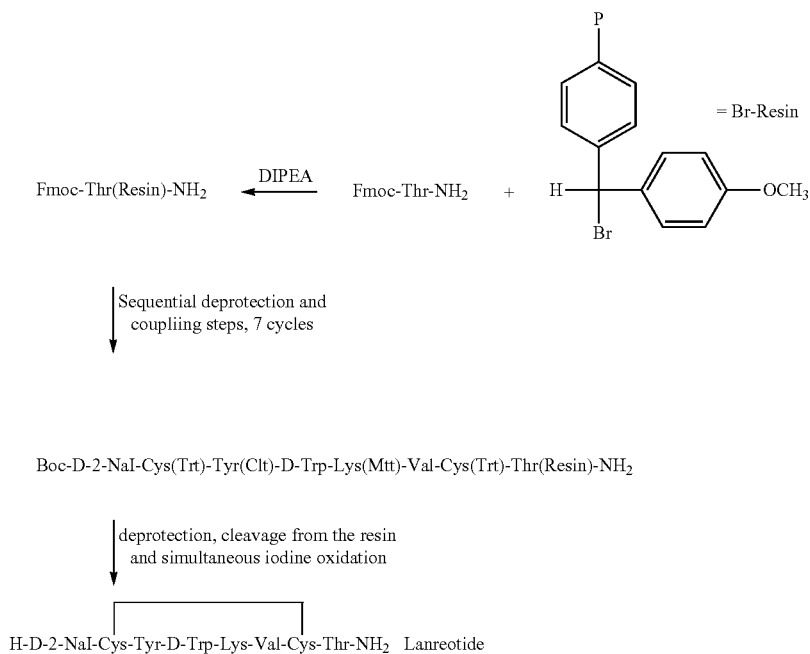 P
= Br-Resin
Fmoc-Thr(Resin)-NH₂
DIPEA
Fmoc-Thr-NH₂
+
H
OCH₃
Br
Sequential deprotection and
coupliing steps, 7 cycles
Boc-D-2-NaI-Cys(Trt)-Tyr(Clt)-D-Trp-Lys(Mtt)-Val-Cys(Trt)-Thr(Resin)-NH₂
deprotection, cleavage from the resin
and simultaneous iodine oxidation
H-D-2-NaI-Cys-Tyr-D-Trp-Lys-Val-Cys-Thr-NH₂ Lanreotide